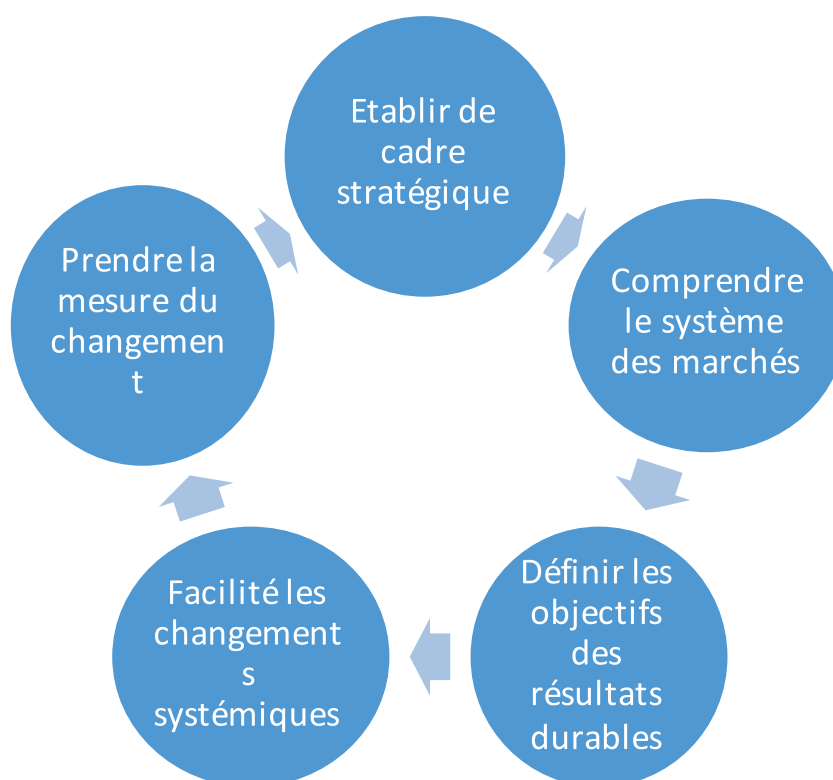 Etablir de
cadre
stratégique
Comprendre
le système
des marchés
Définir les
objectifs
des
résultats
durables
Facilité les
changement
s
systémiques
Prendre la
mesure du
changemen
t